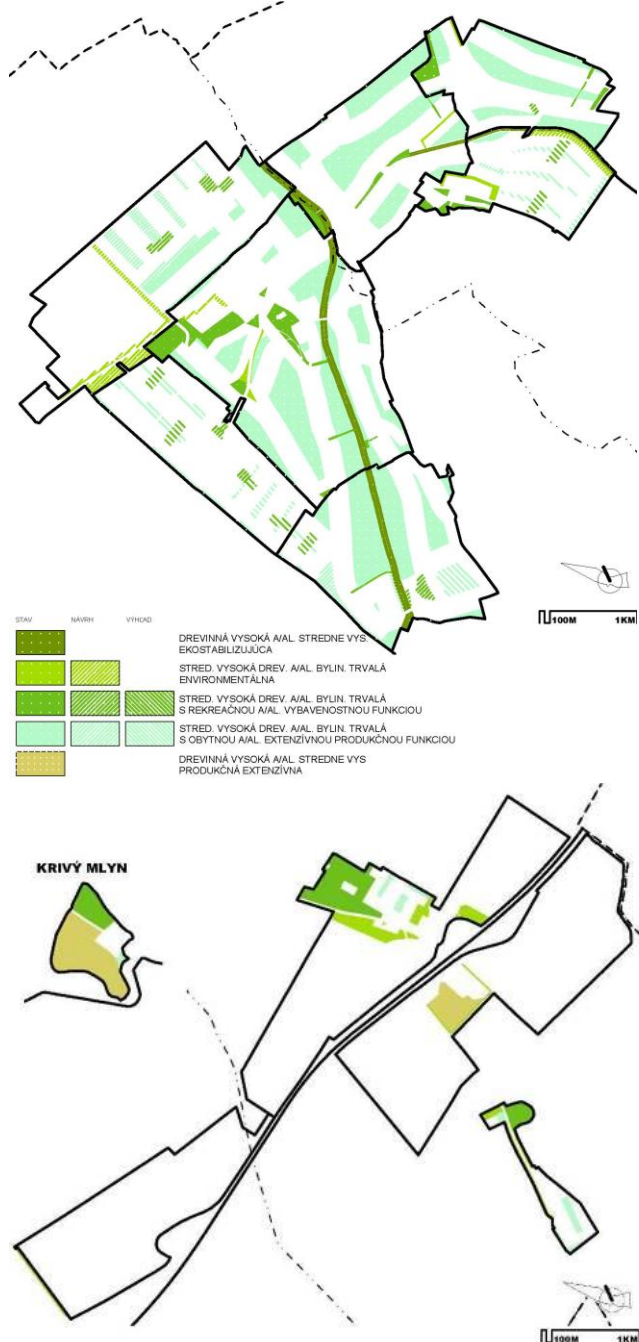 100M 1KM
STAV NÁVRH VÝHĽAD
DREVINNÁ VYSOKÁ A/AL. STREDNE VYS.
EKOSTABILIZUJÚCA
STRED. VYSOKÁ DREV. A/AL. BYLIN. TRVALÁ
ENVIRONMENTÁLNA
STRED. VYSOKÁ DREV. A/AL. BYLIN. TRVALÁ
S REKREAČNOU A/AL. VYBAVENOSTNOU FUNKCIOU
STRED. VYSOKÁ DREV. A/AL. BYLIN. TRVALÁ
S OBYTNOU A/AL. EXTENZÍVNOU PRODUKČNOU FUNKCIOU
DREVINNÁ VYSOKÁ A/AL. STREDNE VYS
PRODUKČNÁ EXTENZÍVNA
KRIVÝ MLYN
100M 1KM